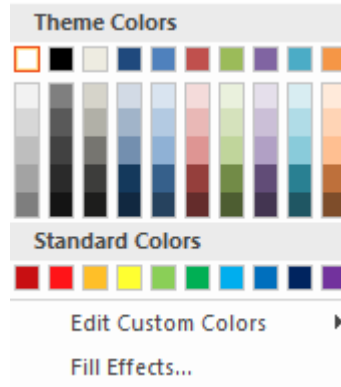 Theme Colors
Standard Colors
Edit Custom Colors
Fill Effects...